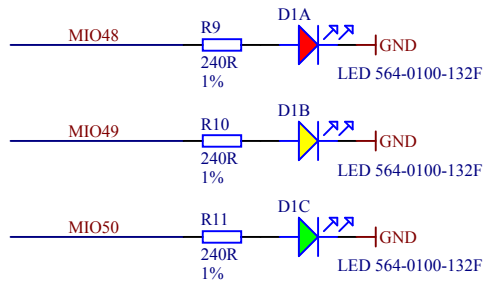 MIO48
R9
240R
1%
D1A
GND
LED 564-0100-132F
MIO49
R10
240R
1%
D1B
GND
LED 564-0100-132F
MIO50
R11
240R
1%
D1C
GND
LED 564-0100-132F